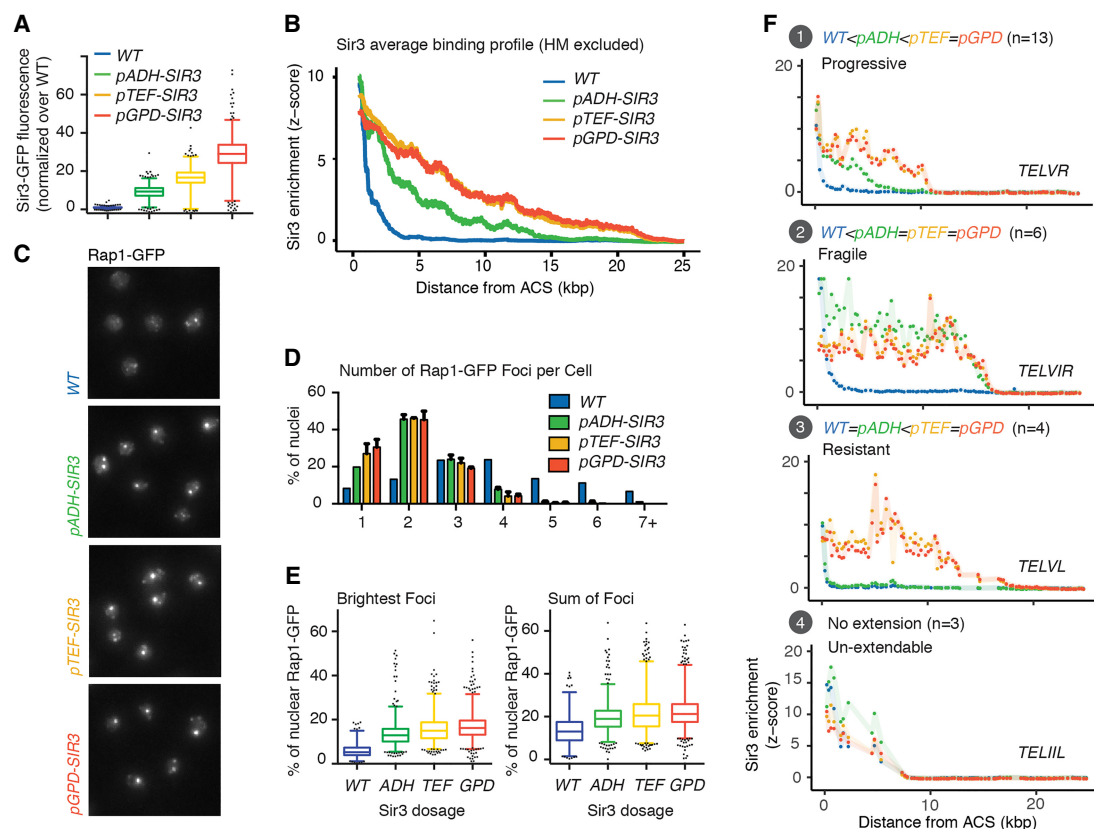 A
Sir3-GFP fluorescence
(normalized over WT)
60
40
20
0
WT
pADH-SIR3
pTEF-SIR3
pGPD-SIR3
B
Sir3 average binding profile (HM excluded)
Sir3 enrichment (z−score)
10
5
0
WT
pADH-SIR3
pTEF-SIR3
pGPD-SIR3
0 5 10 15 20 25
Distance from ACS (kbp)
C
Rap1-GFP
WT
pADH-SIR3
pTEF-SIR3
pGPD-SIR3
D
Number of Rap1-GFP Foci per Cell
% of nuclei
60
40
20
0
WT
pADH-SIR3
pTEF-SIR3
pGPD-SIR3
1 2 3 4 5 6 7+
E
Brightest Foci
% of nuclear Rap1-GFP
60
40
20
0
WT ADH TEF GPD
Sir3 dosage
Sum of Foci
% of nuclear Rap1-GFP
60
40
20
0
WT ADH TEF GPD
Sir3 dosage
F
1 WT<pADH<pTEF=pGPD (n=13)
Progressive
20
0
TELVR
2 WT<pADH=pTEF=pGPD (n=6)
Fragile
20
10
0
TELVIR
3 WT=pADH<pTEF=pGPD (n=4)
Resistant
20
10
0
TELVL
4 No extension (n=3)
Un-extendable
Sir3 enrichment
(z−score)
20
15
10
5
0
TELIIL
0 10 20
Distance from ACS (kbp)